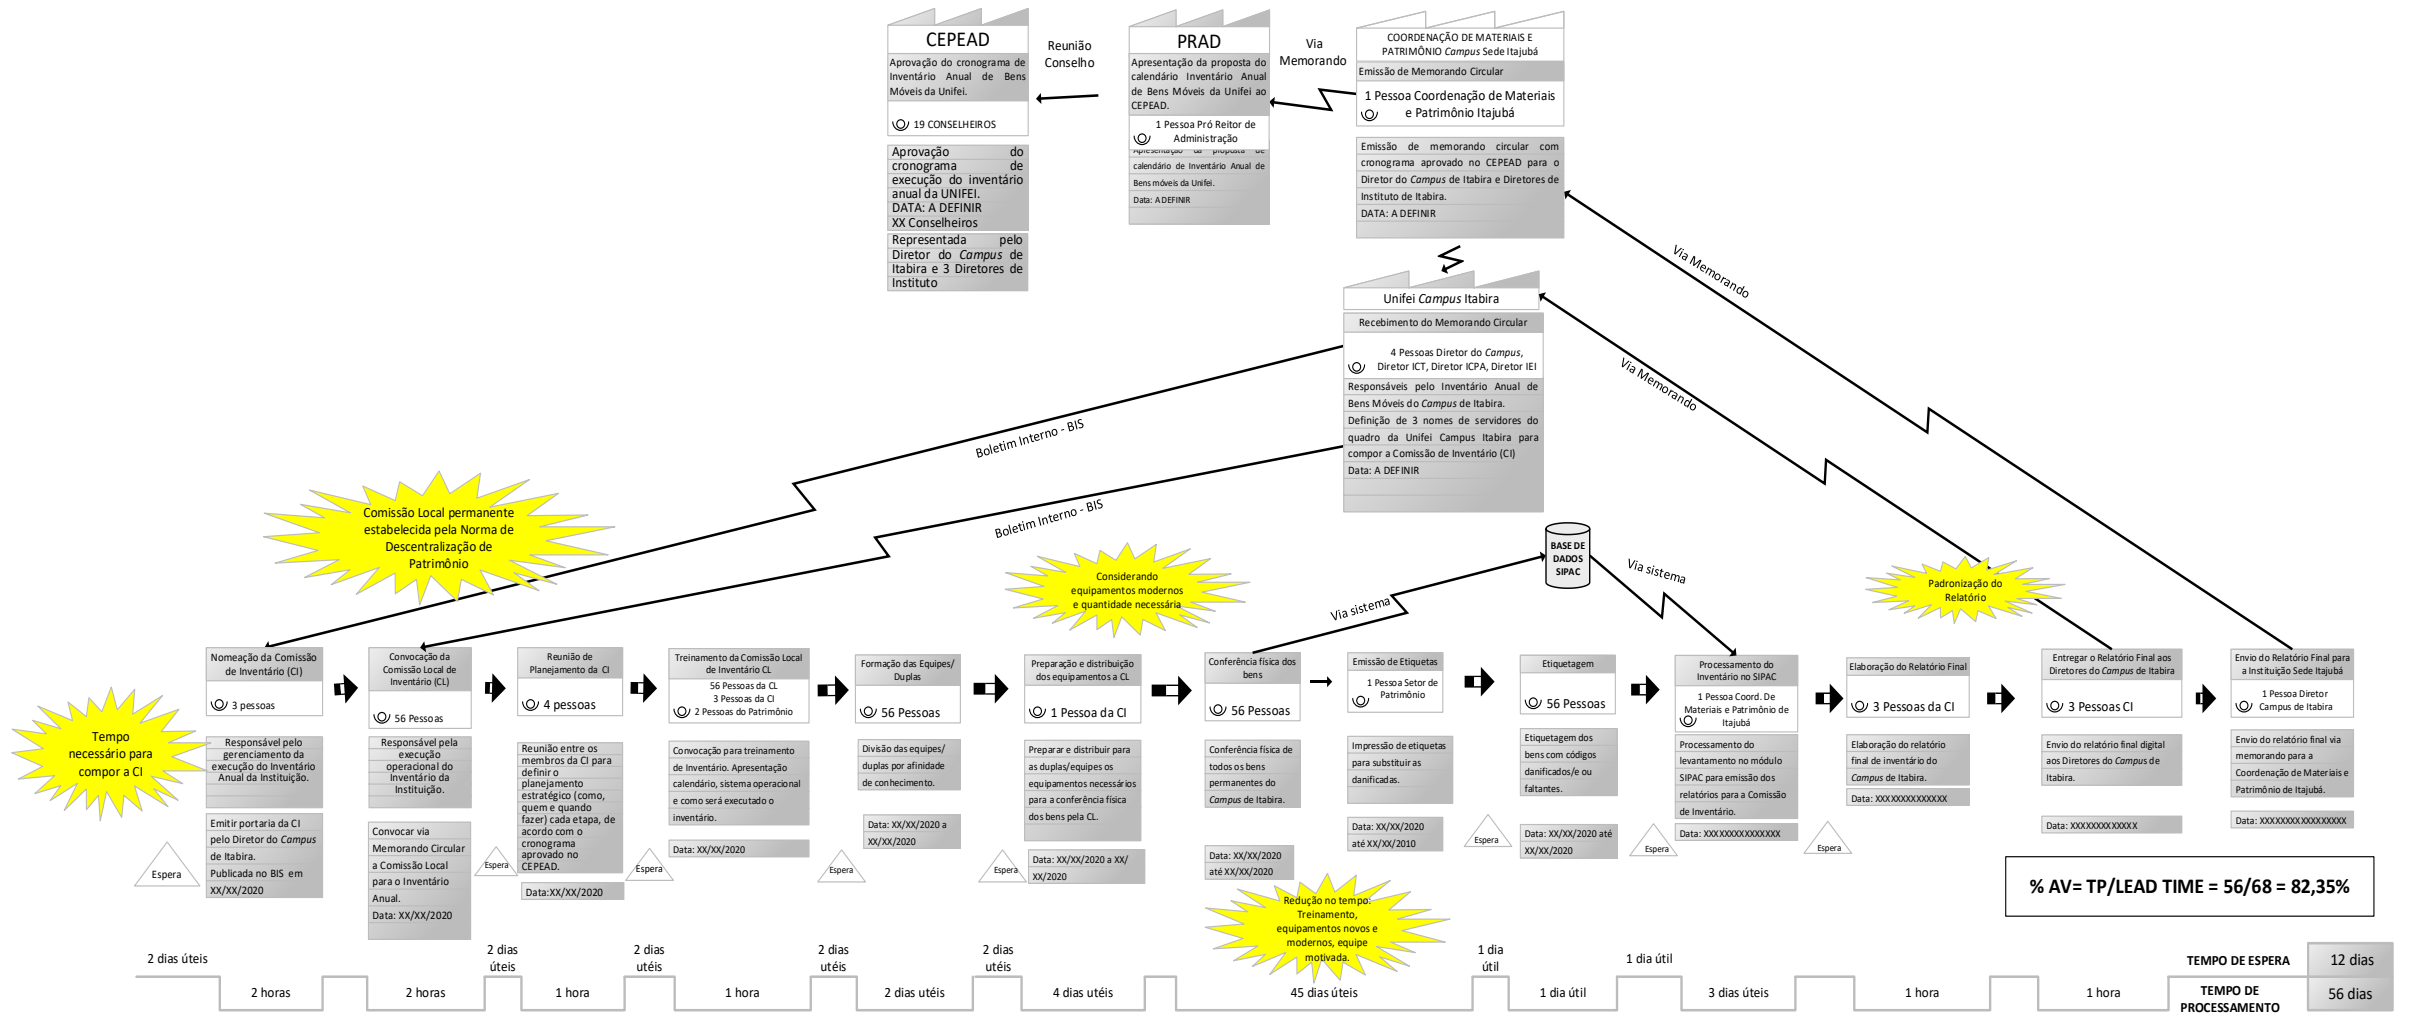 CEPEAD
Aprovação do cronograma de
Inventário Anual de Bens
Móveis da Unifei.
19 CONSELHEIROS
Aprovação do
cronograma de
execução do inventário
anual da UNIFEI.
DATA: A DEFINIR
XX Conselheiros
Representada pelo
Diretor do Campus de
Itabira e 3 Diretores de
Instituto
Reunião
Conselho
PRAD
Apresentação da proposta do
calendário Inventário Anual
de Bens Móveis da Unifei ao
CEPEAD.
1 Pessoa Pró Reitor de
Administração
Apresentação da proposta de
calendário de Inventário Anual de
Bens móveis da Unifei.
Data: A DEFINIR
Via
Memorando
COORDENAÇÃO DE MATERIAIS E
PATRIMÔNIO Campus Sede Itajubá
Emissão de Memorando Circular
1 Pessoa Coordenação de Materiais
e Patrimônio Itajubá
Emissão de memorando circular com
cronograma aprovado no CEPEAD para o
Diretor do Campus de Itabira e Diretores de
Instituto de Itabira.
DATA: A DEFINIR
Via Memorando
Unifei Campus Itabira
Recebimento do Memorando Circular
4 Pessoas Diretor do Campus,
Diretor ICT, Diretor ICPA, Diretor IEI
Responsáveis pelo Inventário Anual de
Bens Móveis do Campus de Itabira.
Definição de 3 nomes de servidores do
quadro da Unifei Campus Itabira para
compor a Comissão de Inventário (CI)
Data: A DEFINIR
Via Memorando
Boletim Interno - BIS
Boletim Interno - BIS
Comissão Local permanente
estabelecida pela Norma de
Descentralização de
Patrimônio
Considerando
equipamentos modernos
e quantidade necessária
BASE DE
DADOS
SIPAC
Via sistema
Via sistema
Padronização do
Relatório
Tempo
necessário para
compor a CI
Nomeação da Comissão
de Inventário (CI)
3 pessoas
Responsável pelo
gerenciamento da
execução do Inventário
Anual da Instituição.
Emitir portaria da CI
pelo Diretor do Campus
de Itabira.
Publicada no BIS em
XX/XX/2020
Espera
Convocação da
Comissão Local de
Inventário (CL)
56 Pessoas
Responsável pela
execução
operacional do
Inventário da
Instituição.
Convocar via
Memorando Circular
a Comissão Local
para o Inventário
Anual.
Data: XX/XX/2020
Reunião de
Planejamento da CI
4 pessoas
Reunião entre os
membros da CI para
definir o
planejamento
estratégico (como,
quem e quando
fazer) cada etapa, de
acordo com o
cronograma
aprovado no
CEPEAD.
Data:XX/XX/2020
Espera
Treinamento da Comissão Local
de Inventário CL
56 Pessoas da CL
3 Pessoas da CI
2 Pessoas do Patrimônio
Convocação para treinamento
de Inventário. Apresentação
calendário, sistema operacional
e como será executado o
inventário.
Data: XX/XX/2020
Espera
Formação das Equipes/
Duplas
56 Pessoas
Divisão das equipes/
duplas por afinidade
de conhecimento.
Data: XX/XX/2020 a
XX/XX/2020
Espera
Preparação e distribuição
dos equipamentos a CL
1 Pessoa da CI
Preparar e distribuir para
as duplas/equipes os
equipamentos necessários
para a conferência física
dos bens pela CL.
Data: XX/XX/2020 a XX/
XX/2020
Espera
Conferência física dos
bens
56 Pessoas
Conferência física de
todos os bens
permanentes do
Campus de Itabira.
Data: XX/XX/2020
até XX/XX/2020
Redução no tempo:
Treinamento,
equipamentos novos e
modernos, equipe
motivada.
Emissão de Etiquetas
1 Pessoa Setor de
Patrimônio
Impressão de etiquetas
para substituir as
danificadas.
Data: XX/XX/2020
até XX/XX/2010
Espera
Etiquetagem
56 Pessoas
Etiquetagem dos
bens com códigos
danificados/e ou
faltantes.
Data: XX/XX/2020 até
XX/XX/2020
Processamento do
Inventário no SIPAC
1 Pessoa Coord. De
Materiais e Patrimônio de
Itajubá
Processamento do
levantamento no módulo
SIPAC para emissão dos
relatórios para a Comissão
de Inventário.
Data: XXXXXXXXXXXXXXX
Espera
Elaboração do Relatório Final
3 Pessoas da CI
Elaboração do relatório
final de inventário do
Campus de Itabira.
Data: XXXXXXXXXXXXXX
Espera
Entregar o Relatório Final aos
Diretores do Campus de Itabira
3 Pessoas CI
Envio do relatório final digital
aos Diretores do Campus de
Itabira.
Data: XXXXXXXXXXXXX
Envio do Relatório Final para
a Instituição Sede Itajubá
1 Pessoa Diretor
Campus de Itabira
Envio do relatório final via
memorando para a
Coordenação de Materiais e
Patrimônio de Itajubá.
Data: XXXXXXXXXXXXXXXXX
% AV= TP/LEAD TIME = 56/68 = 82,35%
2 dias úteis
2 dias
úteis
2 dias
utéis
2 dias
utéis
2 dias
utéis
1 dia
útil
1 dia útil
TEMPO DE ESPERA
12 dias
2 horas
2 horas
1 hora
1 hora
2 dias utéis
4 dias utéis
45 dias úteis
1 dia útil
3 dias úteis
1 hora
1 hora
TEMPO DE
PROCESSAMENTO
56 dias